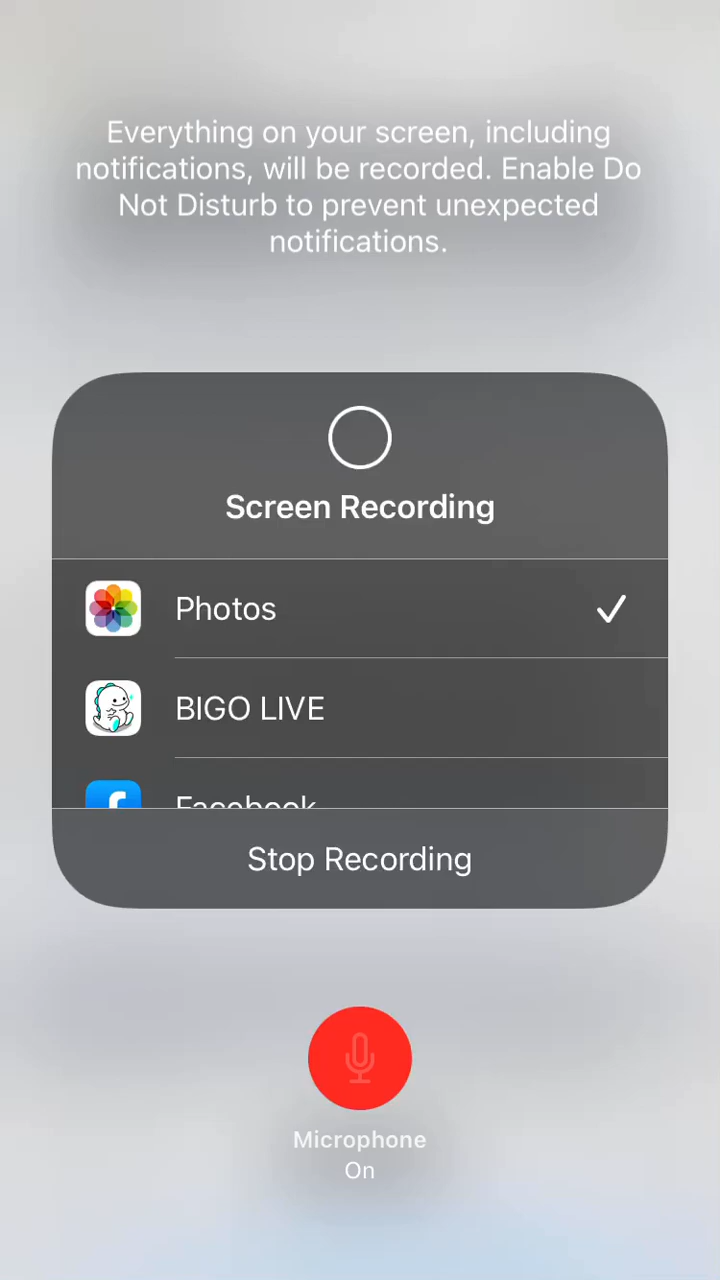 Everything on your screen, including
notifications, will be recorded. Enable Do
Not Disturb to prevent unexpected
notifications.
Screen Recording
Photos
BIGO LIVE
Facebook
Stop Recording
Microphone
On